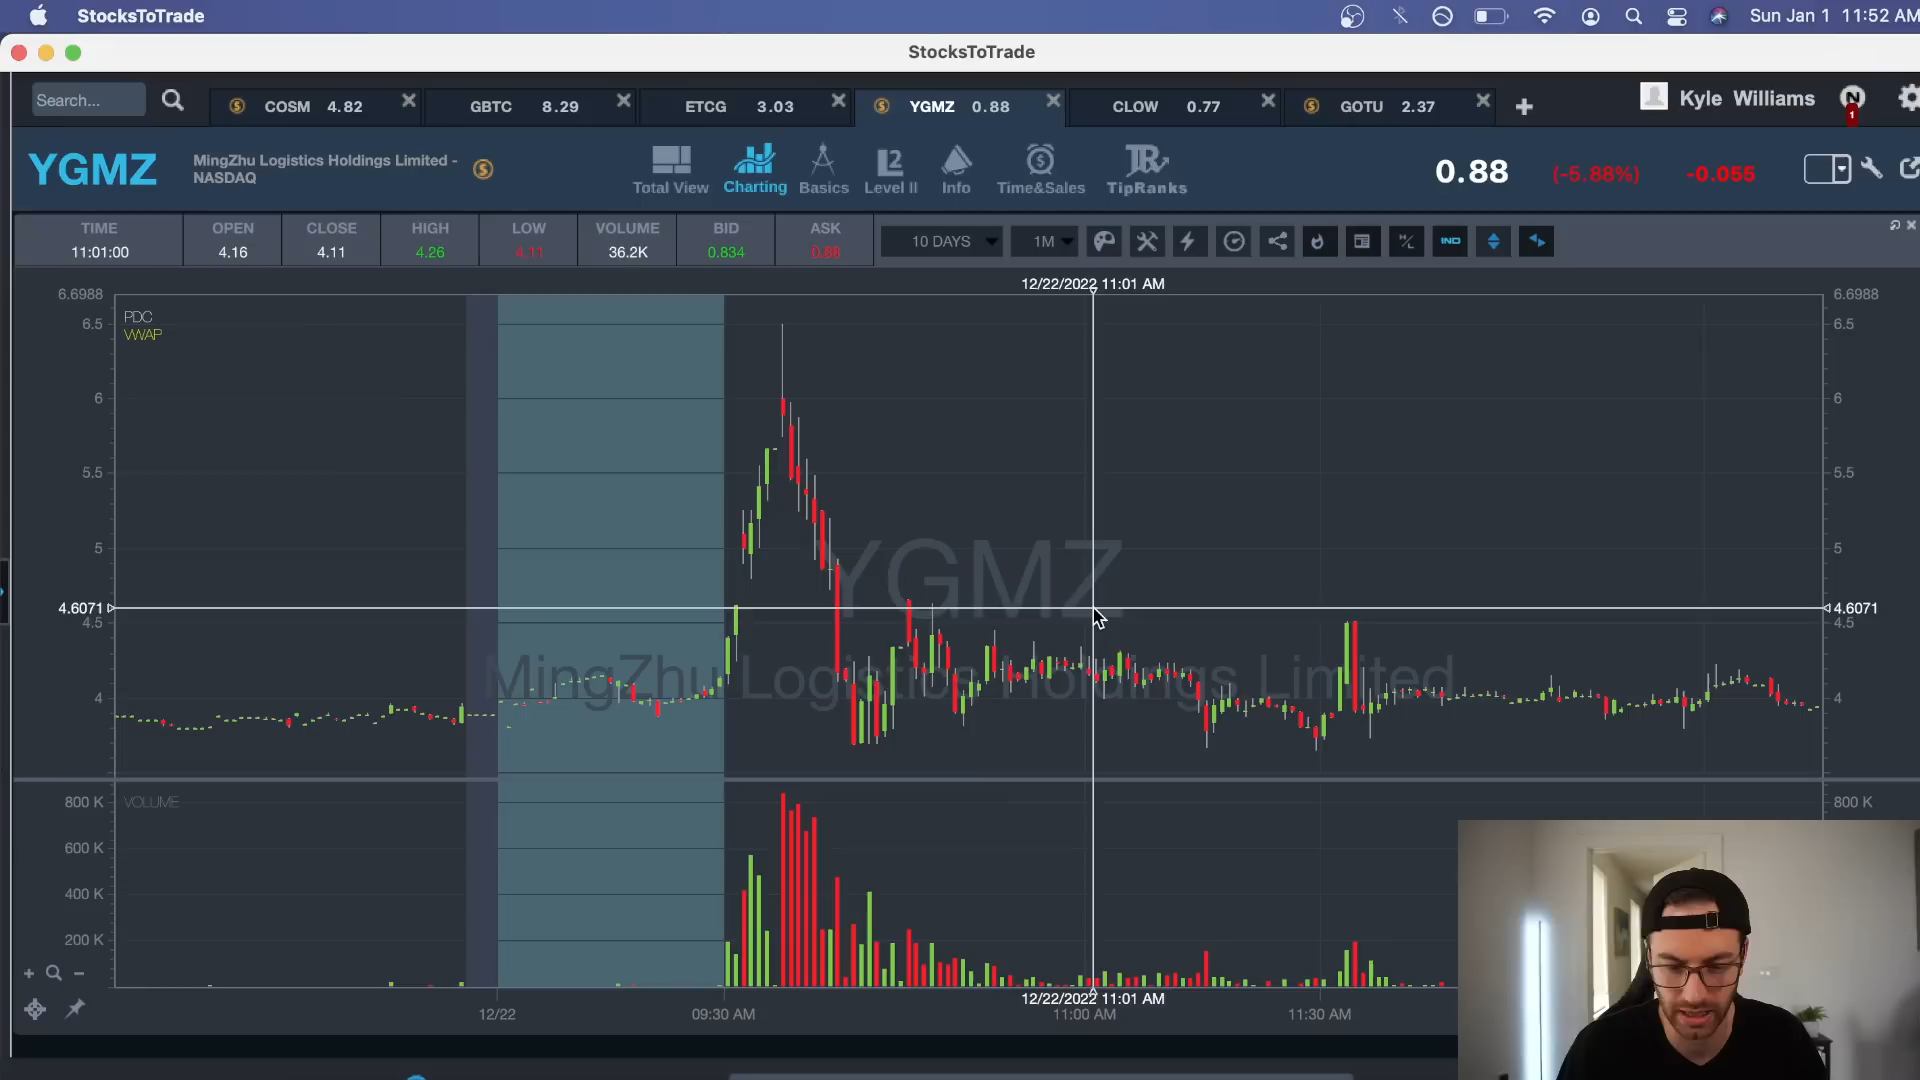 StocksToTrade
Sun Jan 1 11:52 AM
StocksToTrade
Search...
COSM 4.82
GBTC 8.29
ETCG 3.03
YGMZ 0.88
CLOW 0.77
GOTU 2.37
Kyle Williams
N
1
YGMZ
MingZhu Logistics Holdings Limited -
NASDAQ
Total View
Charting
Basics
L2
Level II
Info
Time&Sales
TR
TipRanks
0.88 (-5.88%) -0.055
TIME OPEN CLOSE HIGH LOW VOLUME BID ASK
11:01:00 4.16 4.11 4.26 4.11 36.2K 0.834 0.88
10 DAYS
1M
H/L
IND
12/22/2022 11:01 AM
6.6988 6.6988
PDC
6.5 6.5
VWAP
6 6
5.5 5.5
5 5
YGMZ
4.6071 4.6071
4.5 4.5
MingZhu Logistics Holdings Limited
4 4
800 K VOLUME 800 K
600 K
400 K
200 K
12/22/2022 11:01 AM
12/22 09:30 AM 11:00 AM 11:30 AM